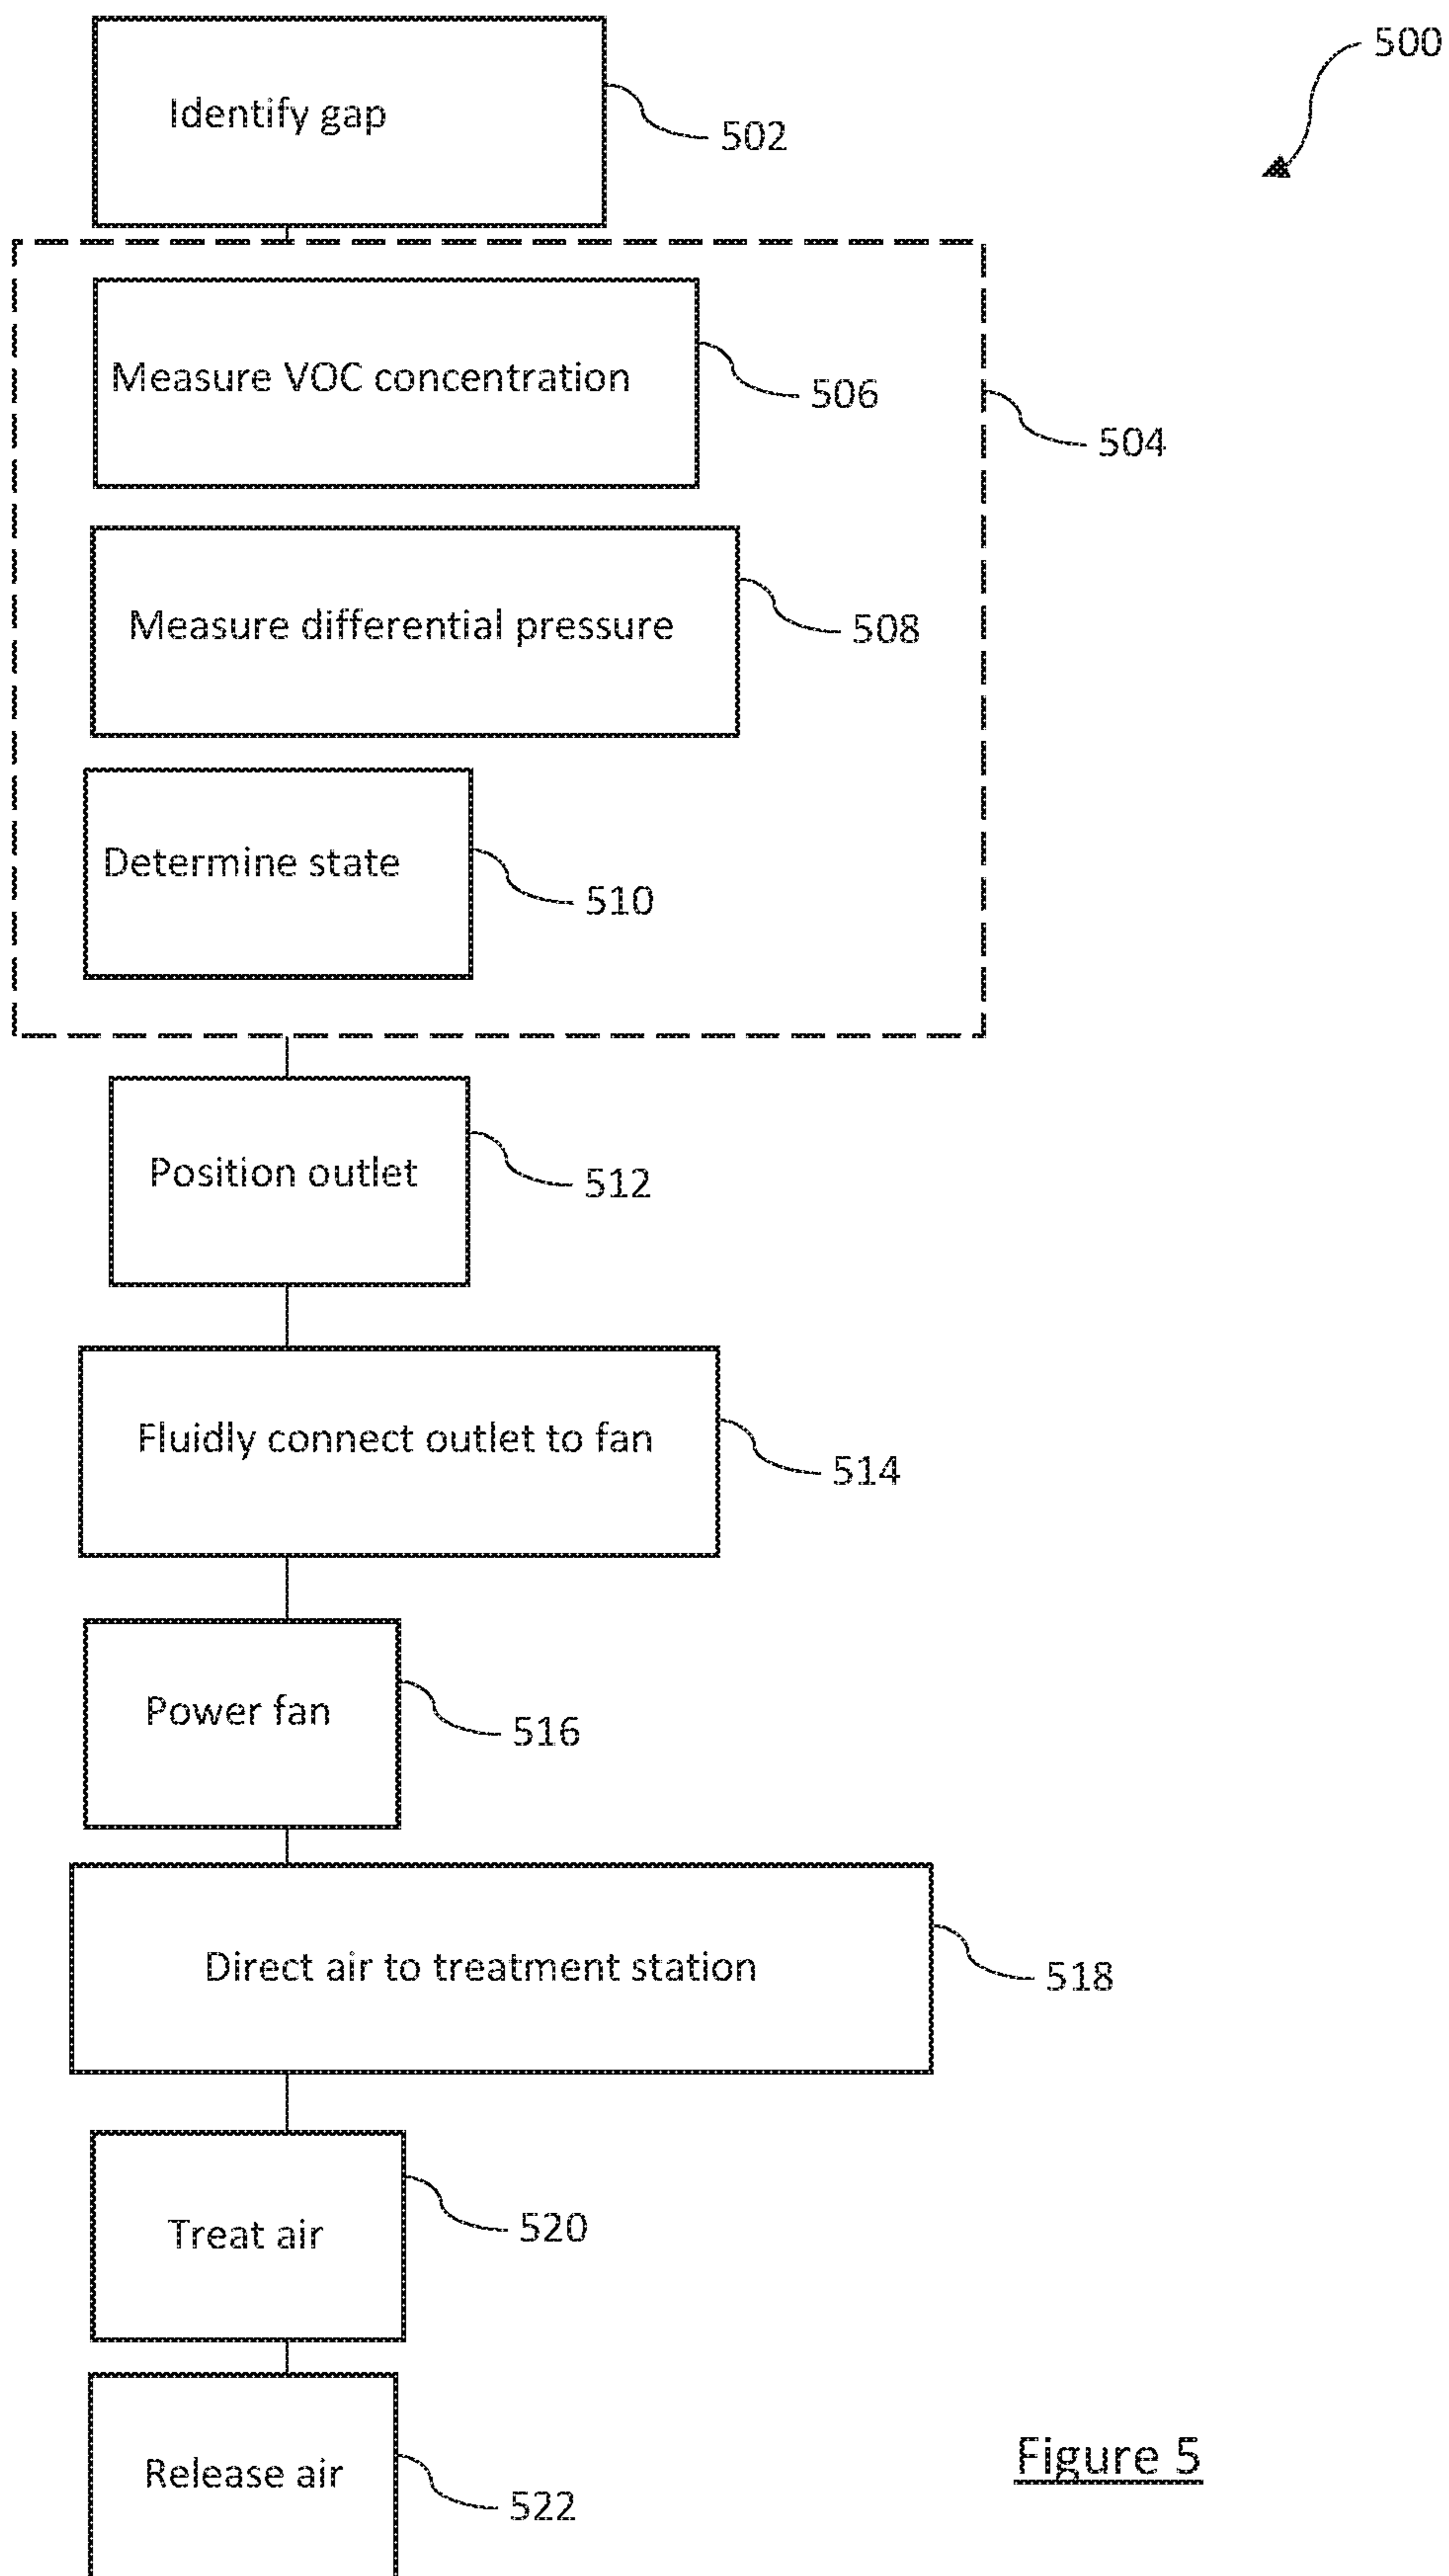 500
Identify gap
502
Measure VOC concentration
506
504
Measure differential pressure
508
Determine state
510
Position outlet
512
Fluidly connect outlet to fan
514
Power fan
516
Direct air to treatment station
518
Treat air
520
Release air
522
Figure 5